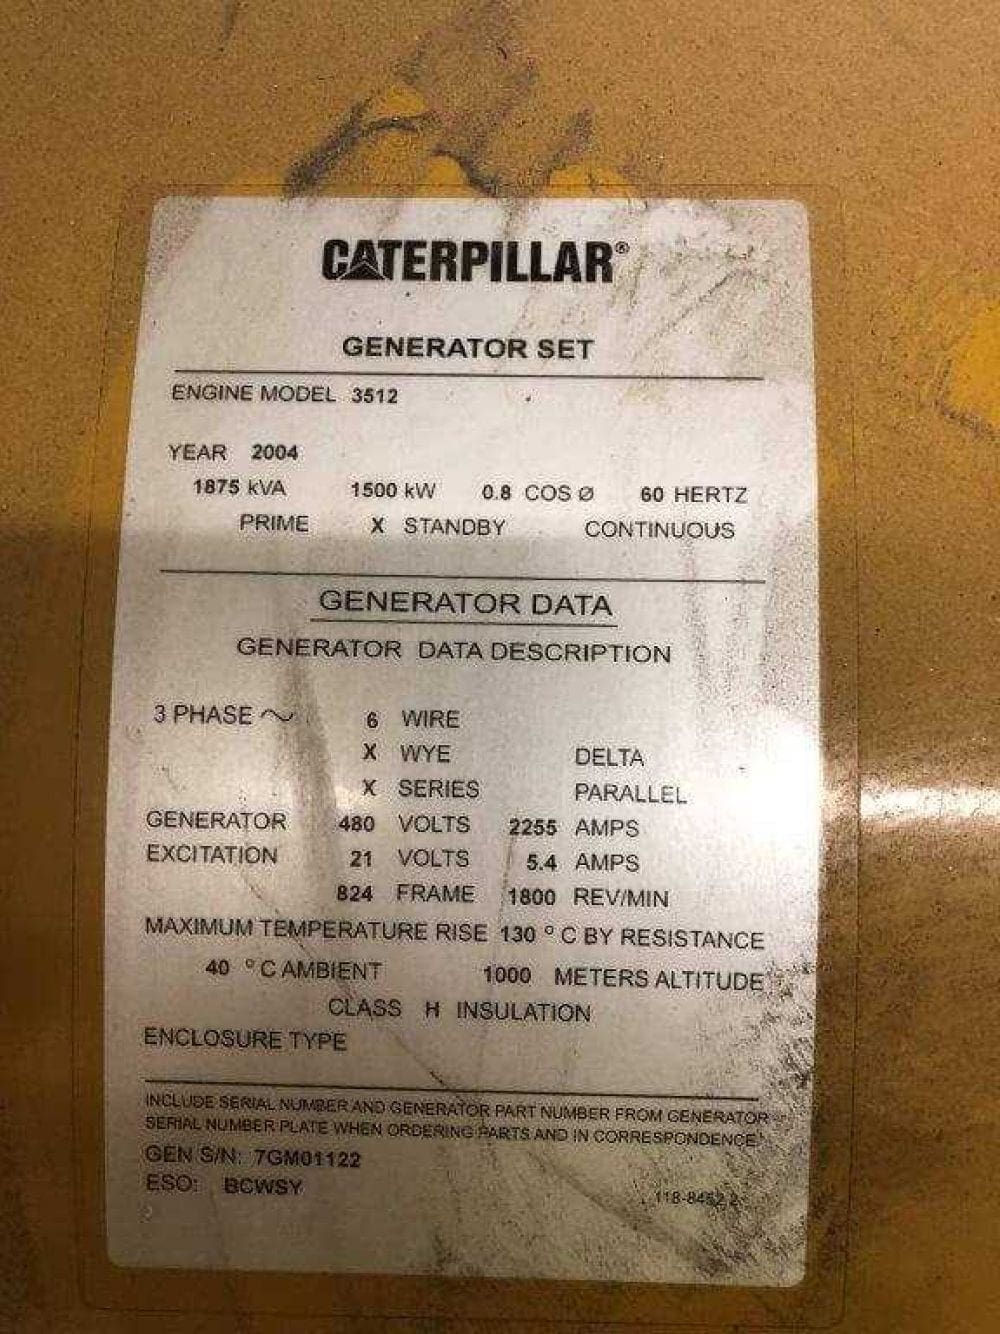 CATERPILLAR®
GENERATOR SET
ENGINE MODEL 3512
YEAR 2004
1875 kVA 1500 kW 0.8 COS Ø 60 HERTZ
PRIME X STANDBY CONTINUOUS
GENERATOR DATA
GENERATOR DATA DESCRIPTION
3 PHASE ～ 6 WIRE
X WYE DELTA
X SERIES PARALLEL
GENERATOR 480 VOLTS 2255 AMPS
EXCITATION 21 VOLTS 5.4 AMPS
824 FRAME 1800 REV/MIN
MAXIMUM TEMPERATURE RISE 130 °C BY RESISTANCE
40 °C AMBIENT 1000 METERS ALTITUDE
CLASS H INSULATION
ENCLOSURE TYPE
INCLUDE SERIAL NUMBER AND GENERATOR PART NUMBER FROM GENERATOR
SERIAL NUMBER PLATE WHEN ORDERING PARTS AND IN CORRESPONDENCE.
GEN S/N: 7GM01122
ESO: BCWSY